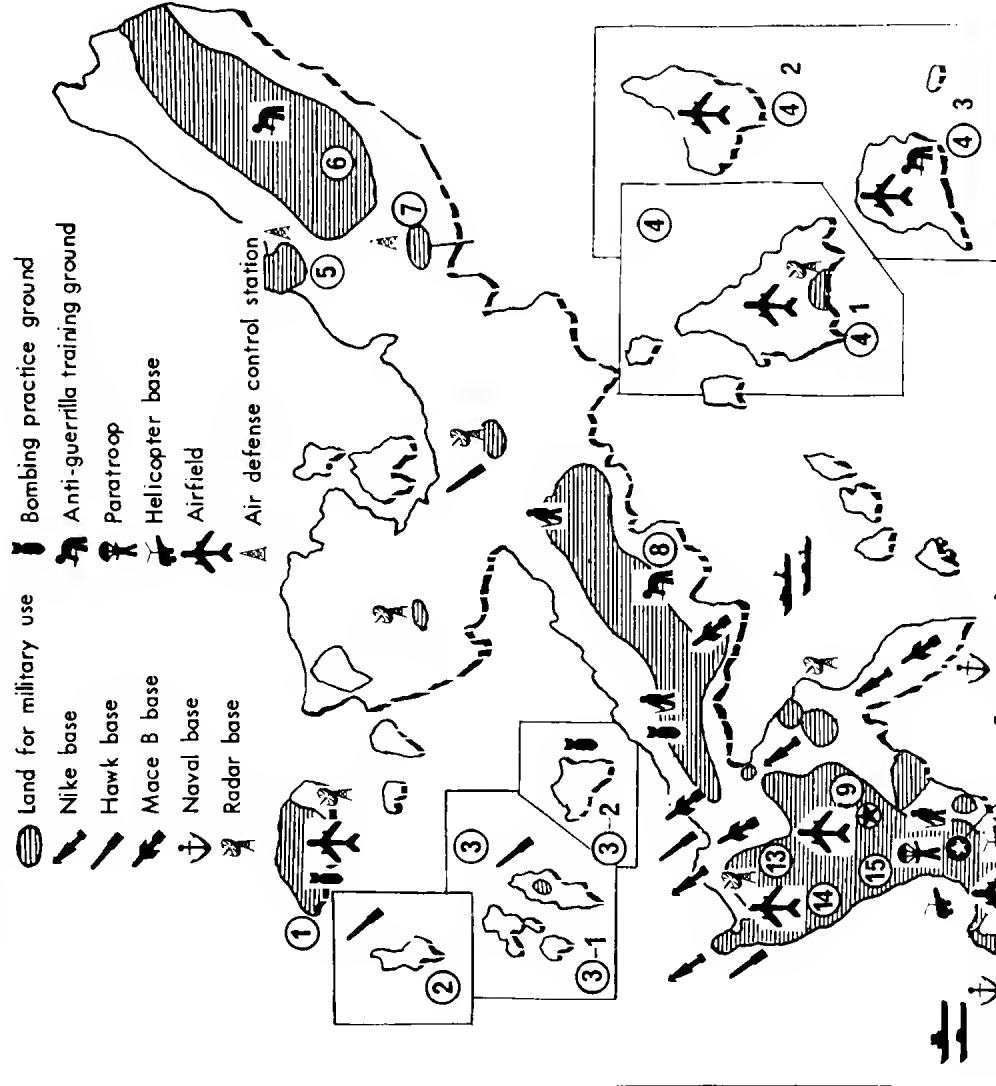 Land for military use
Nike base
Hawk base
Mace B base
Naval base
Radar base
Bombing practice ground
Anti-guerrilla training ground
Paratroop
Helicopter base
Airfield
Air defense control station
6
7
5
4
4 2
4 3
4 1
8
1
2
3
3-1
3-2
9
13
14
15